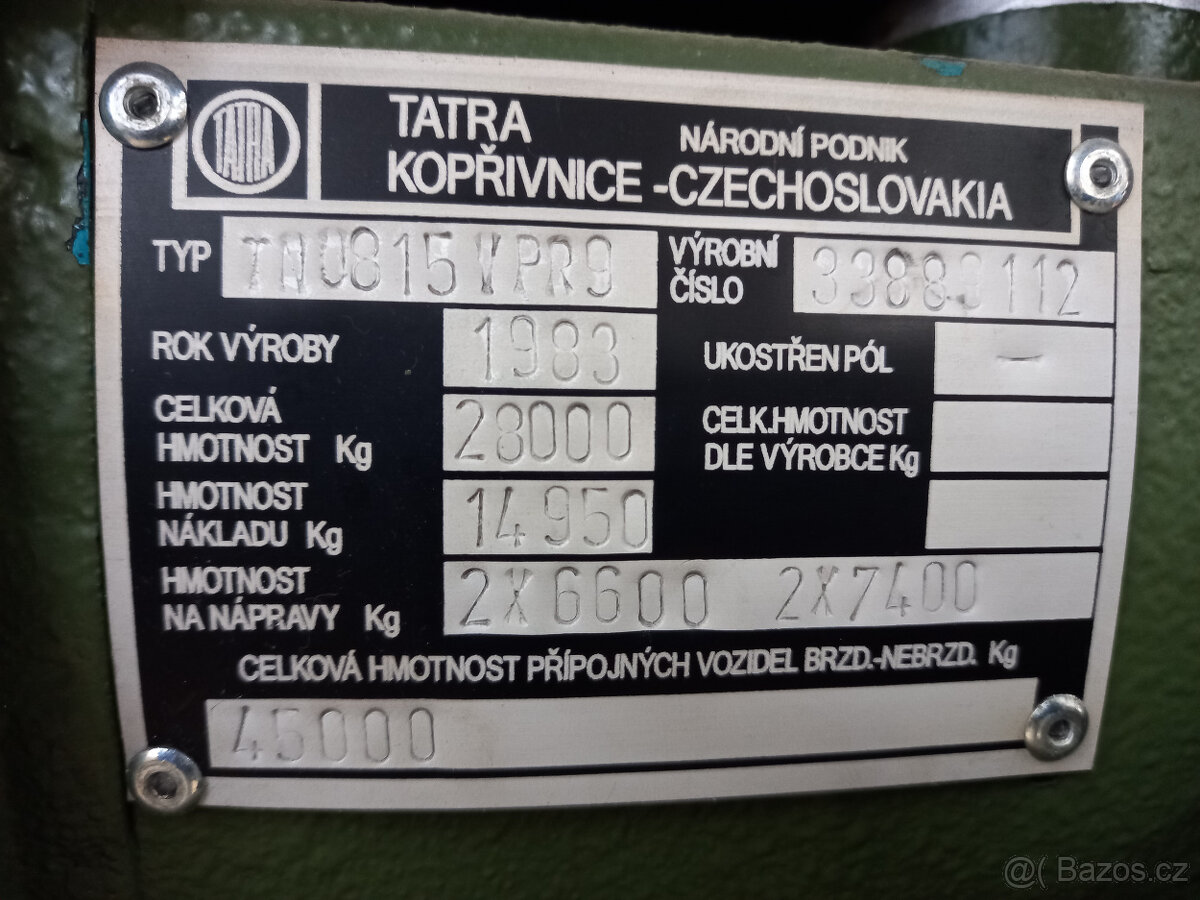 TATRA
TATRA NÁRODNÍ PODNIK
KOPŘIVNICE -CZECHOSLOVAKIA
TYP VÝROBNÍ ČÍSLO
ROK VÝROBY 1983 UKOSTŘEN PÓL –
CELKOVÁ HMOTNOST Kg 28000 CELK.HMOTNOST DLE VÝROBCE Kg
HMOTNOST NÁKLADU Kg 14950
HMOTNOST NA NÁPRAVY Kg 2X6600 2X7400
CELKOVÁ HMOTNOST PŘÍPOJNÝCH VOZIDEL BRZD.-NEBRZD. Kg
45000
@( Bazos.cz